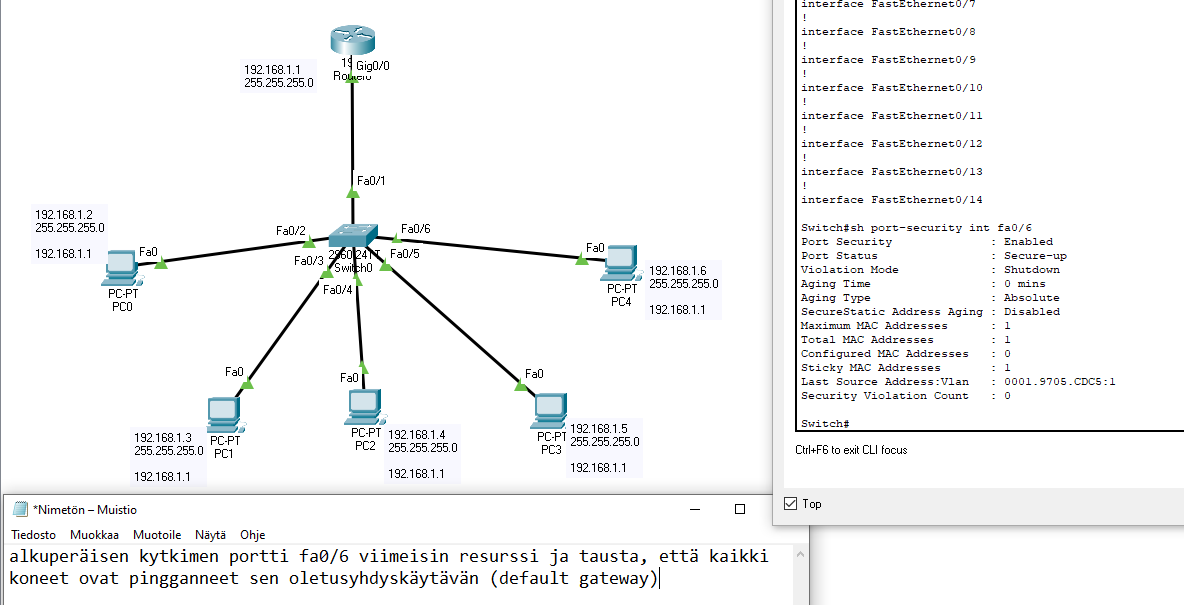 192.168.1.1
255.255.255.0
Gig0/0
Fa0/1
192.168.1.2
255.255.255.0
192.168.1.1
Fa0
PC-PT
PC0
Fa0/2
Fa0/3
Fa0/4
Fa0/5
Fa0/6
Switch0
Fa0
PC-PT
PC4
192.168.1.6
255.255.255.0
192.168.1.1
Fa0
PC-PT
PC1
192.168.1.3
255.255.255.0
192.168.1.1
Fa0
PC-PT
PC2
192.168.1.4
255.255.255.0
192.168.1.1
Fa0
PC-PT
PC3
192.168.1.5
255.255.255.0
192.168.1.1
interface FastEthernet0/7
!
interface FastEthernet0/8
!
interface FastEthernet0/9
!
interface FastEthernet0/10
!
interface FastEthernet0/11
!
interface FastEthernet0/12
!
interface FastEthernet0/13
!
interface FastEthernet0/14
Switch#sh port-security int fa0/6
Port Security : Enabled
Port Status : Secure-up
Violation Mode : Shutdown
Aging Time : 0 mins
Aging Type : Absolute
SecureStatic Address Aging : Disabled
Maximum MAC Addresses : 1
Total MAC Addresses : 1
Configured MAC Addresses : 0
Sticky MAC Addresses : 1
Last Source Address:Vlan : 0001.9705.CDC5:1
Security Violation Count : 0
Switch#
Ctrl+F6 to exit CLI focus
Top
*Nimetön – Muistio
Tiedosto Muokkaa Muotoile Näytä Ohje
alkuperäisen kytkimen portti fa0/6 viimeisin resurssi ja tausta, että kaikki
koneet ovat pingganneet sen oletusyhdyskäytävän (default gateway)